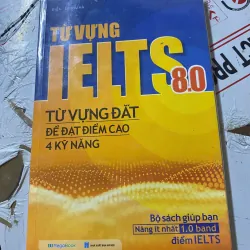 TỪ VỰNG
IELTS 8.0
TỪ VỰNG ĐẮT
ĐỂ ĐẠT ĐIỂM CAO
4 KỸ NĂNG
Bộ sách giúp bạn
Nâng ít nhất 1.0 band
điểm IELTS